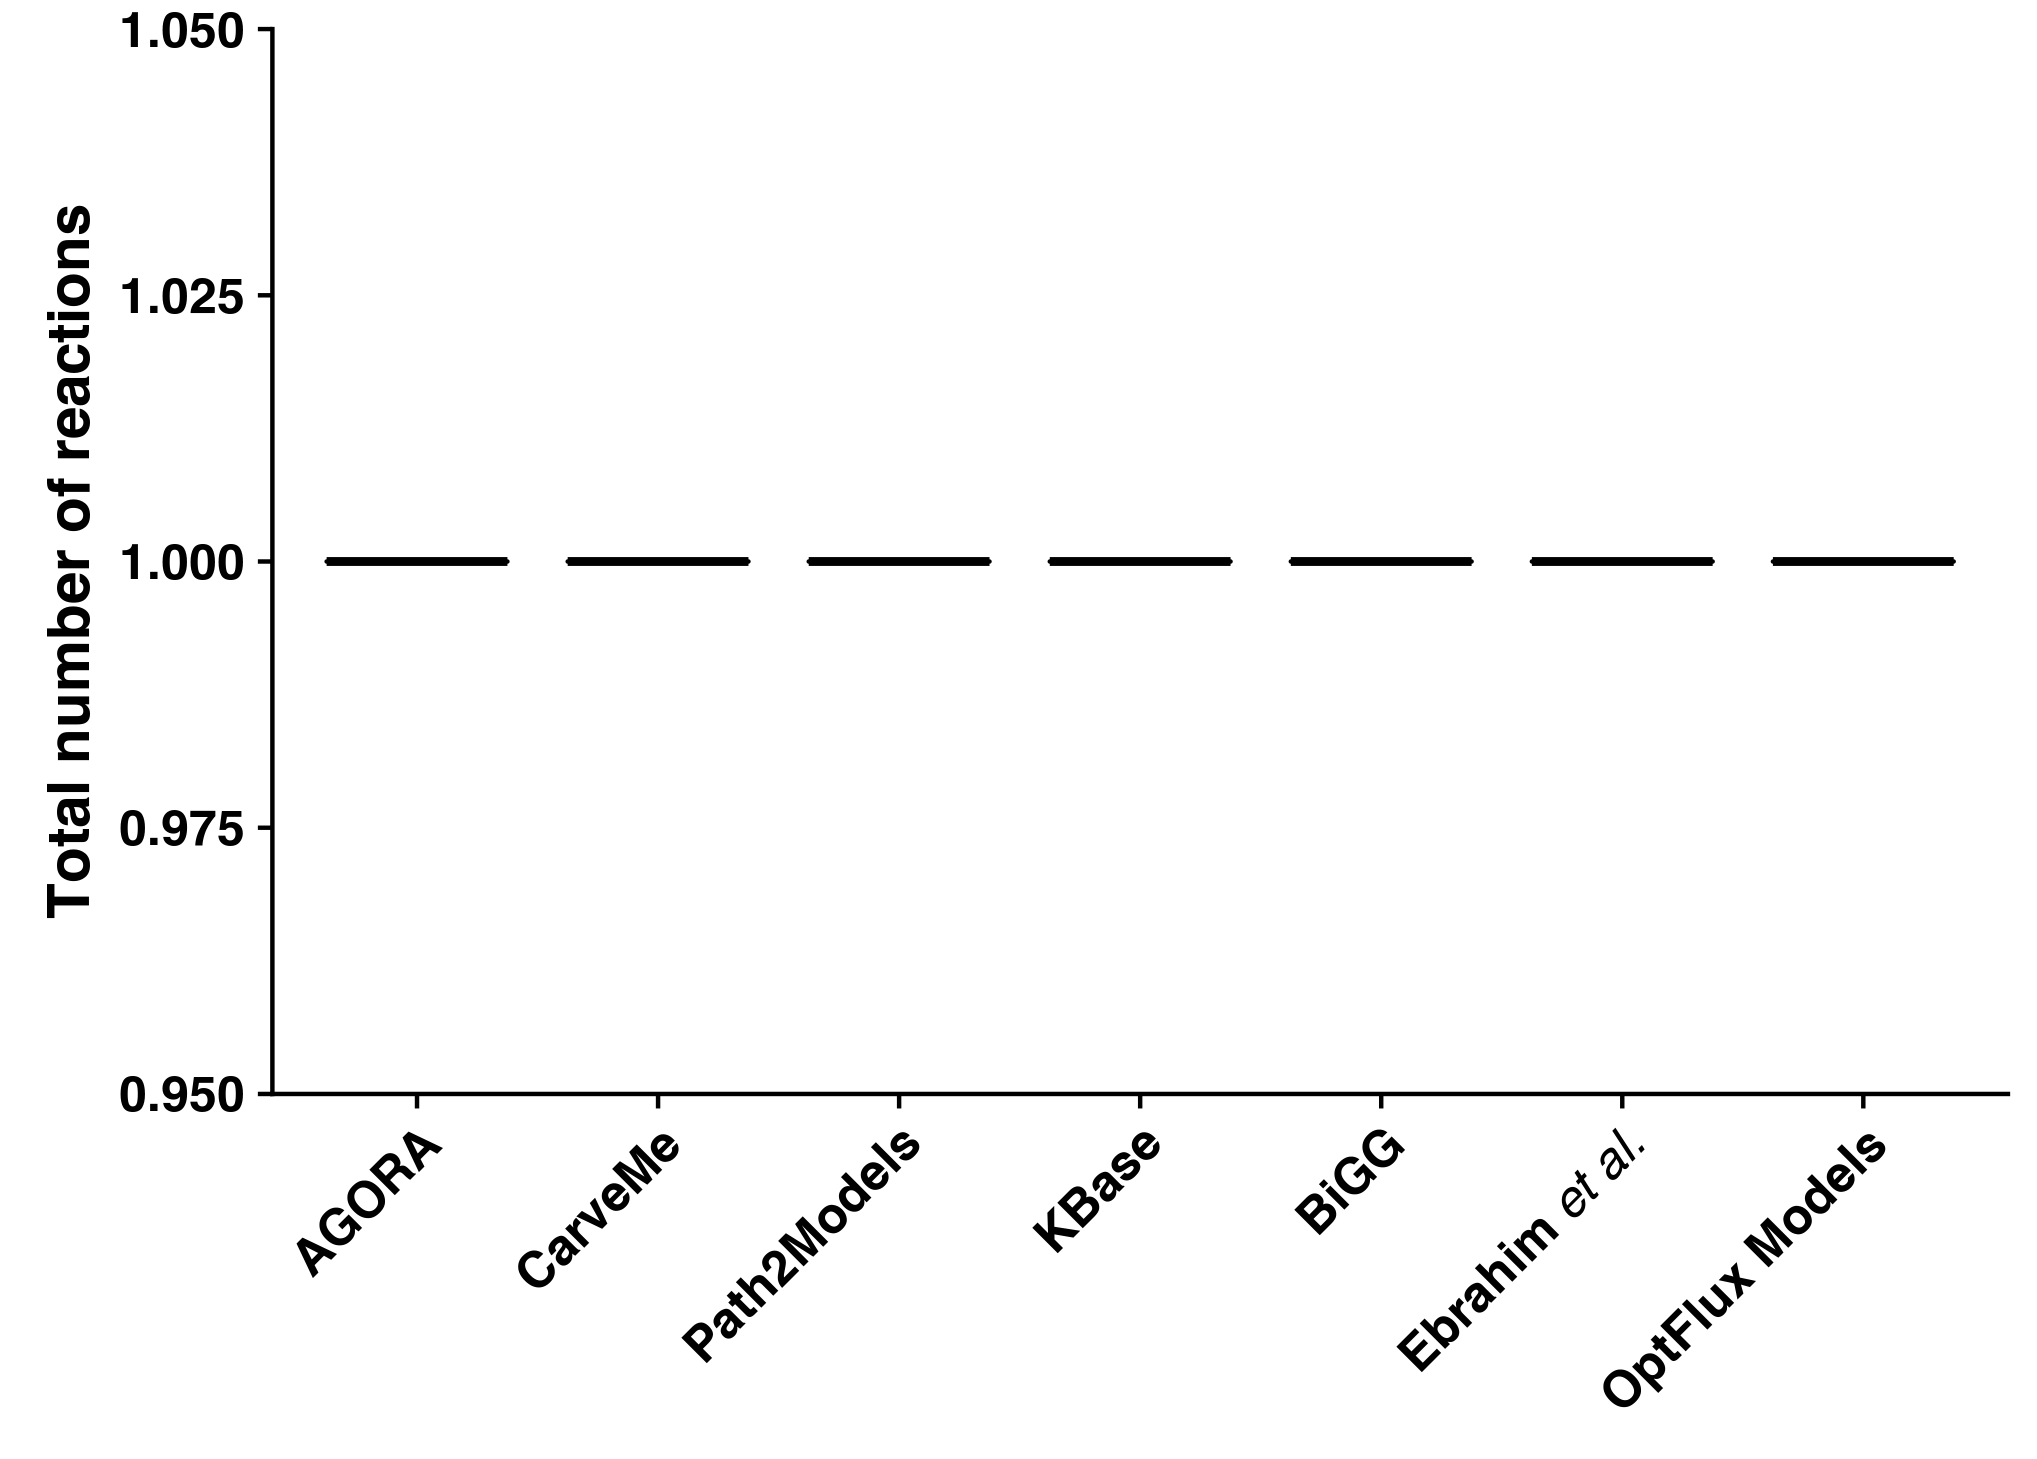 Total number of reactions
1.050
1.025
1.000
0.975
0.950
AGORA
CarveMe
Path2Models
KBase
BiGG
Ebrahim et al.
OptFlux Models